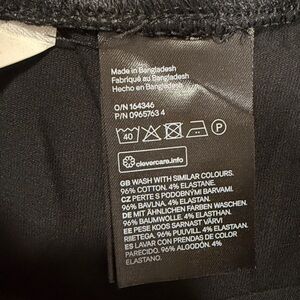 Made in Bangladesh
Fabriqué au Bangladesh
Hecho en Bangladesh
O/N 164346
P/N 0965763 4
40 P
clevercare.info
GB WASH WITH SIMILAR COLOURS.
96% COTTON. 4% ELASTANE.
CZ PERTE S PODOBNÝMI BARVAMI.
96% BAVLNA. 4% ELASTAN.
DE MIT ÄHNLICHEN FARBEN WASCHEN.
96% BAUMWOLLE. 4% ELASTHAN.
EE PESE KOOS SARNAST VÄRVI
RIIETEGA. 96% PUUVILL. 4% ELASTAAN.
ES LAVAR CON PRENDAS DE COLOR
PARECIDO. 96% ALGODÓN. 4%
ELASTANO.